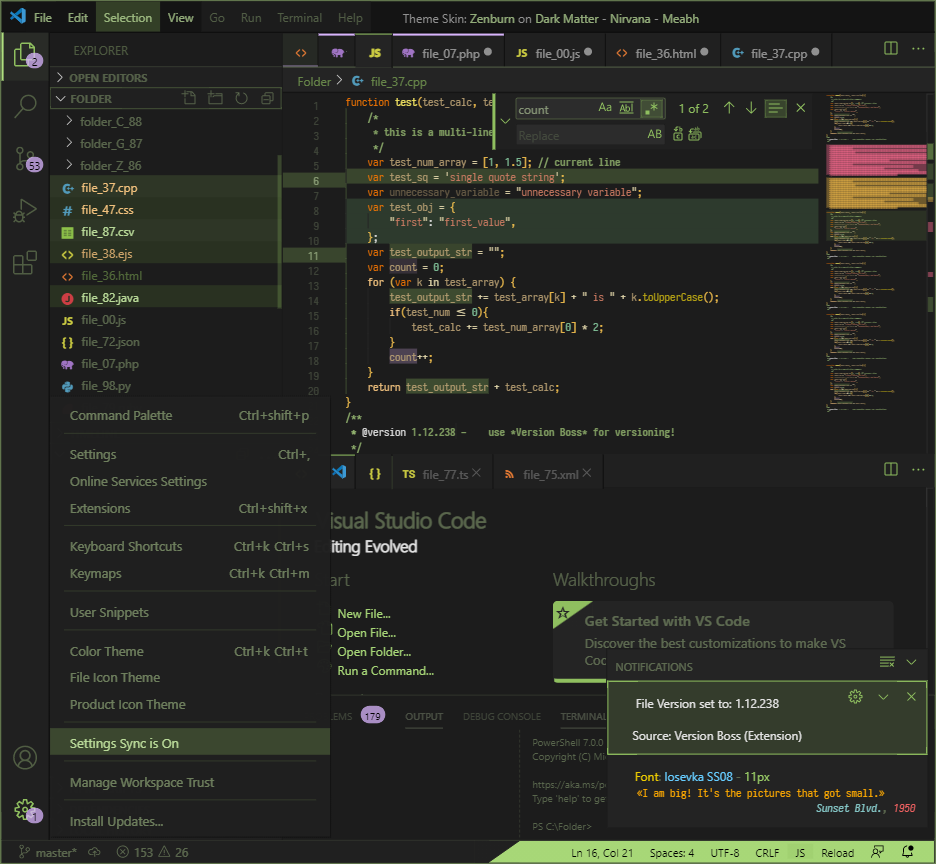 File Edit Selection View Go Run Terminal Help Theme Skin: Zenburn on Dark Matter - Nirvana - Meabh
2
EXPLORER
JS file_07.php JS file_00.js file_36.html file_37.cpp
OPEN EDITORS
Folder > file_37.cpp
FOLDER
folder_C_88
folder_G_87
folder_Z_86
file_37.cpp
file_47.css
file_87.csv
file_38.ejs
file_36.html
file_82.java
JS file_00.js
{} file_72.json
file_07.php
file_98.py
53
count Aa Abl .* 1 of 2
Replace AB
1 function test(test_calc, te
2 /*
3 * this is a multi-line
4 */
5 var test_num_array = [1, 1.5]; // current line
6 var test_sq = 'single quote string';
7 var unnecessary_variable = "unnecessary variable";
8 var test_obj = {
9 "first": "first_value",
10 };
11 var test_output_str = "";
12 var count = 0;
13 for (var k in test_array) {
14 test_output_str += test_array[k] + " is " + k.toUpperCase();
15 if(test_num ≤ 0){
16 test_calc += test_num_array[0] * 2;
17 }
18 count++;
19 }
20 return test_output_str + test_calc;
}
/**
* @version 1.12.238 - use *Version Boss* for versioning!
*/
Command Palette Ctrl+shift+p
Settings Ctrl+,
Online Services Settings
Extensions Ctrl+shift+x
Keyboard Shortcuts Ctrl+k Ctrl+s
Keymaps Ctrl+k Ctrl+m
User Snippets
Color Theme Ctrl+k Ctrl+t
File Icon Theme
Product Icon Theme
Settings Sync is On
Manage Workspace Trust
Install Updates...
1
{} TS file_77.ts file_75.xml
isual Studio Code
iting Evolved
art
New File...
Open File...
Open Folder...
Run a Command...
Walkthroughs
Get Started with VS Code
Discover the best customizations to make VS
Coc
LEMS 179 OUTPUT DEBUG CONSOLE TERMINAL
PowerShell 7.0.0
Copyright (C) Mi
https://aka.ms/p
Type 'help' to ge
PS C:\Folder>
NOTIFICATIONS
File Version set to: 1.12.238
Source: Version Boss (Extension)
Font: Iosevka SS08 - 11px
«I am big! It's the pictures that got small.»
Sunset Blvd., 1950
master* 153 26 Ln 16, Col 21 Spaces: 4 UTF-8 CRLF JS Reload